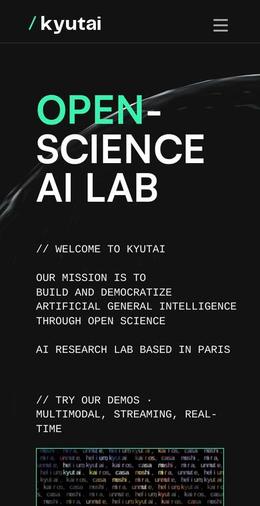 / kyutai
OPEN-
SCIENCE
AI LAB
// WELCOME TO KYUTAI
OUR MISSION IS TO
BUILD AND DEMOCRATIZE
ARTIFICIAL GENERAL INTELLIGENCE
THROUGH OPEN SCIENCE
AI RESEARCH LAB BASED IN PARIS
// TRY OUR DEMOS ·
MULTIMODAL, STREAMING, REAL-
TIME